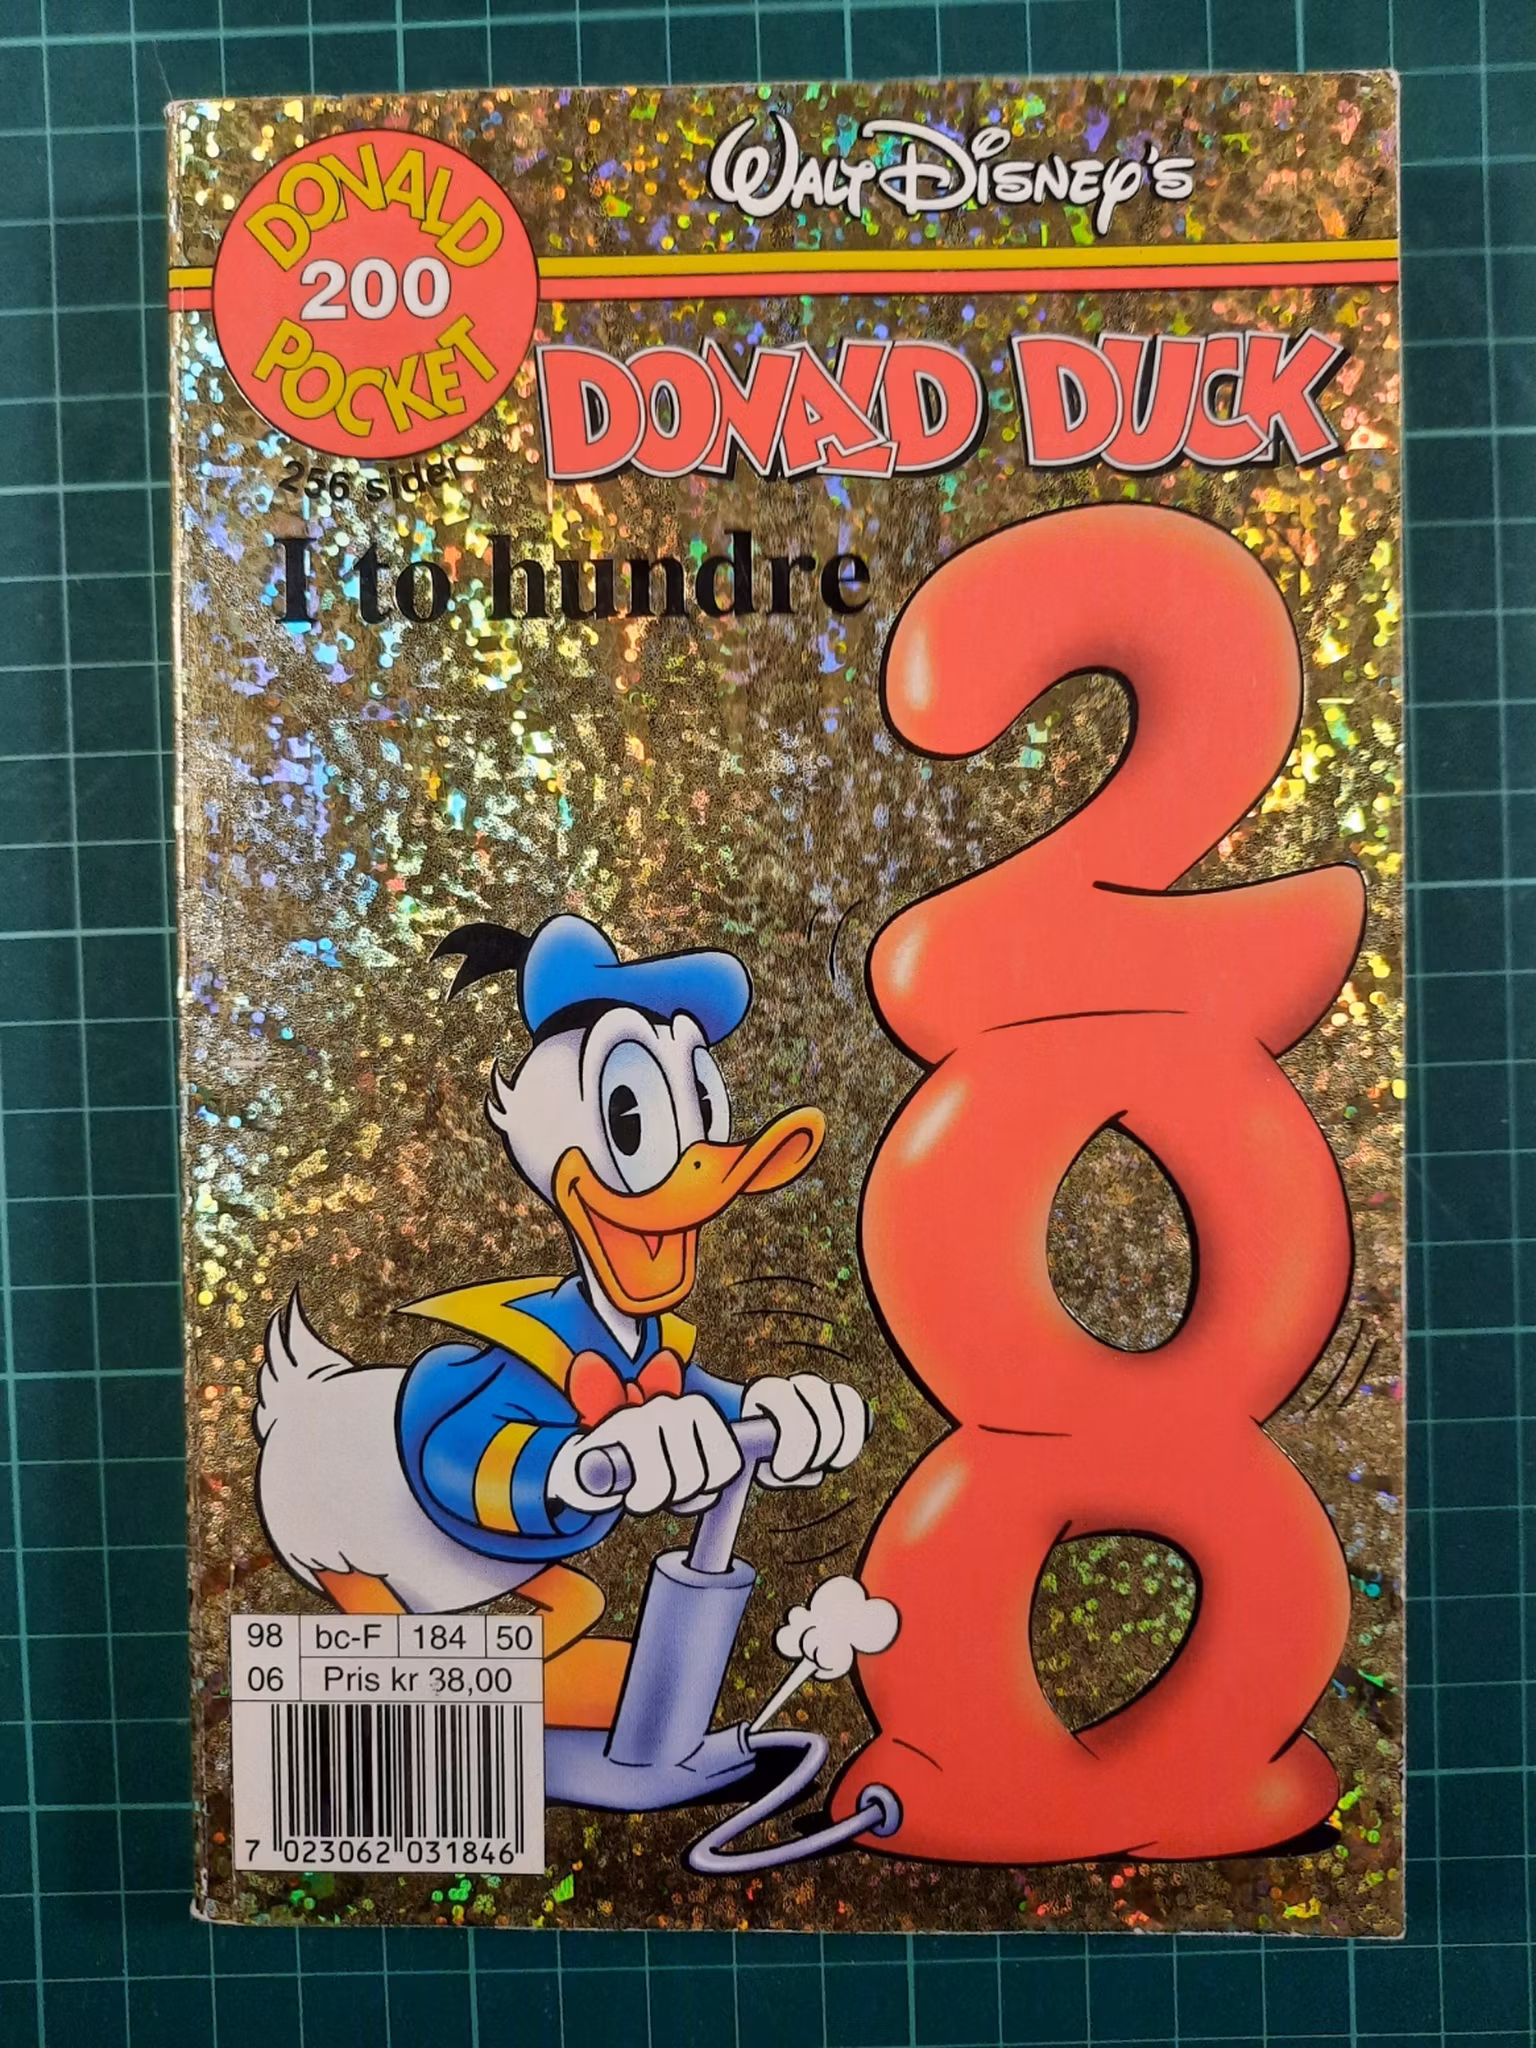 WALT DISNEY'S
DONALD
200
POCKET
DONALD DUCK
256 sider
I to hundre
200
98 bc-F 184 50
06 Pris kr 38,00
7 023062 031846